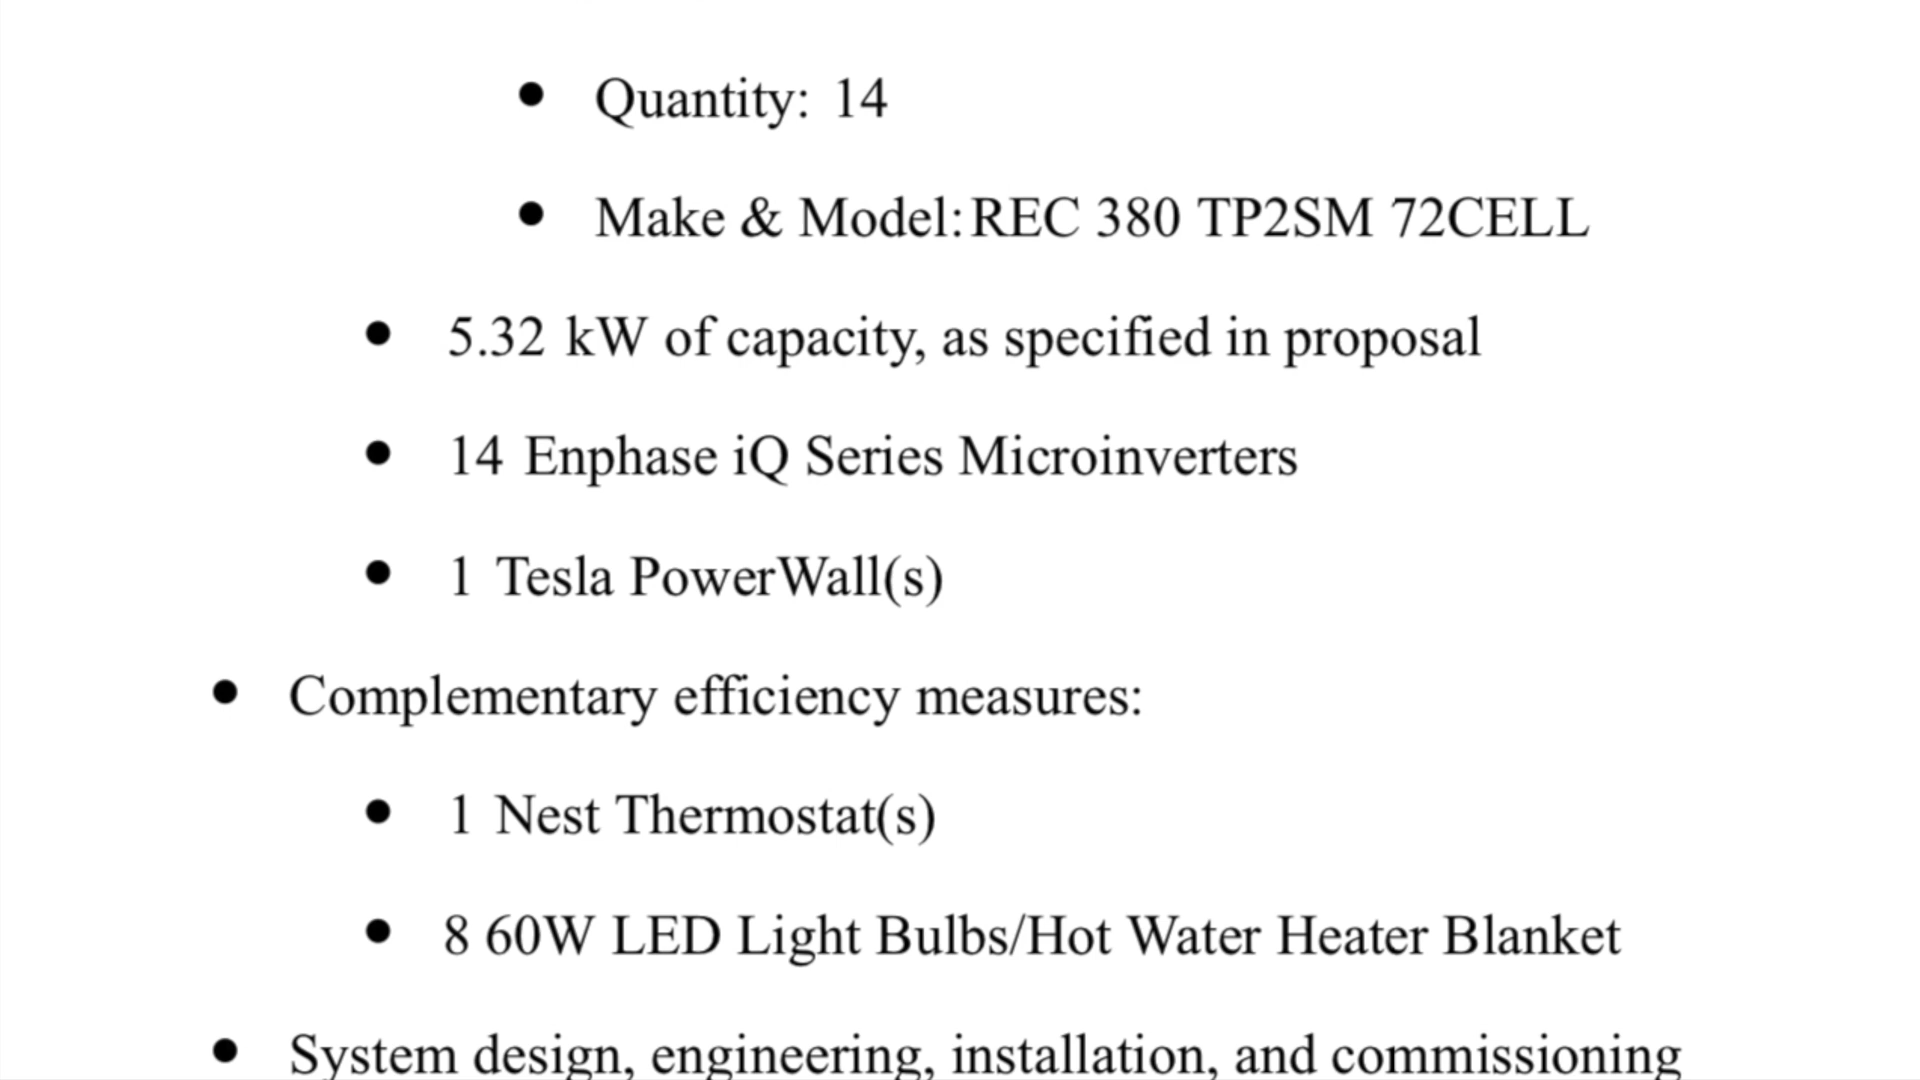 • Quantity: 14
• Make & Model: REC 380 TP2SM 72CELL
• 5.32 kW of capacity, as specified in proposal
• 14 Enphase iQ Series Microinverters
• 1 Tesla PowerWall(s)
• Complementary efficiency measures:
• 1 Nest Thermostat(s)
• 8 60W LED Light Bulbs/Hot Water Heater Blanket
• System design, engineering, installation, and commissioning